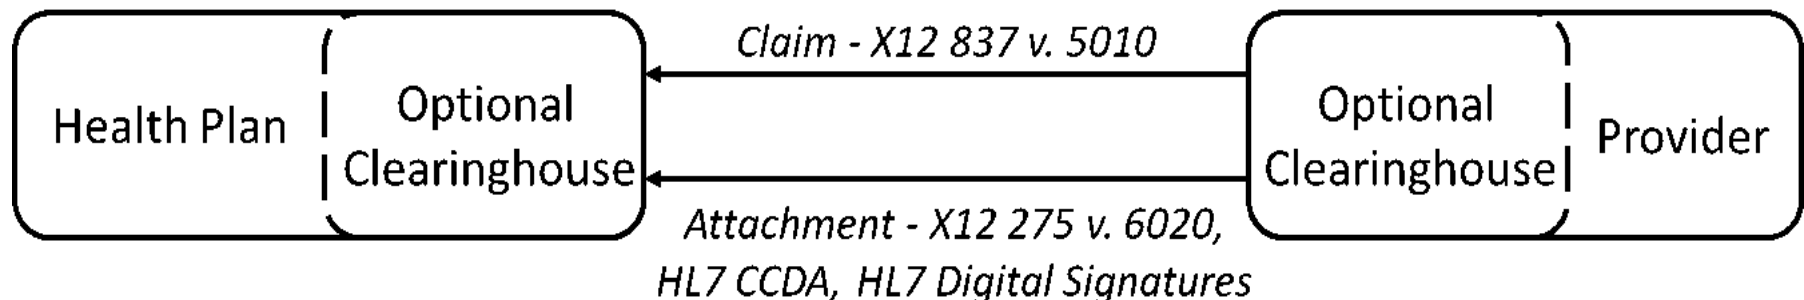 Health Plan
Optional
Clearinghouse
Claim - X12 837 v. 5010
Attachment - X12 275 v. 6020,
HL7 CCDA, HL7 Digital Signatures
Optional
Clearinghouse
Provider